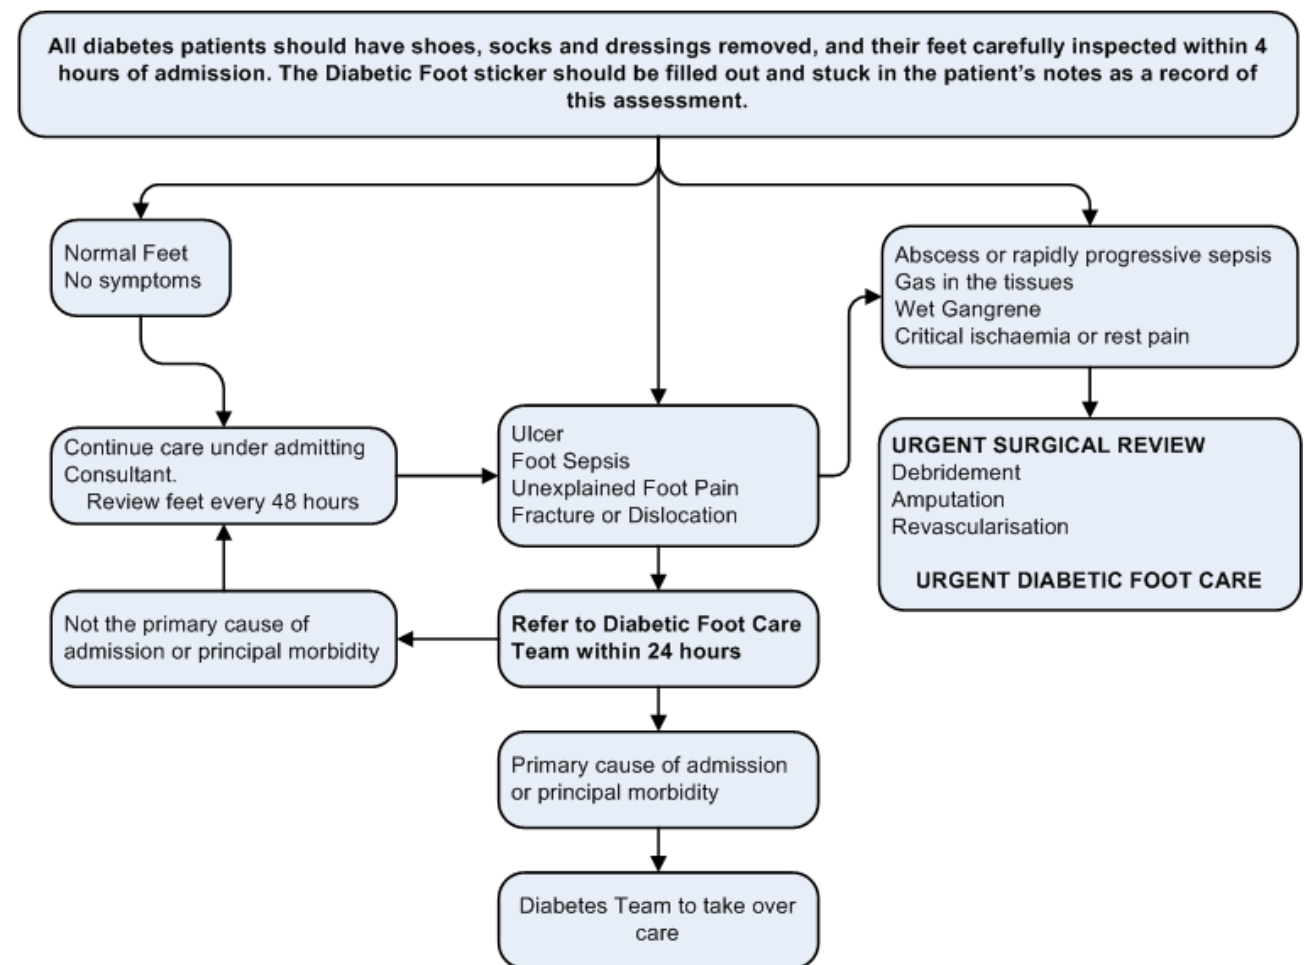 All diabetes patients should have shoes, socks and dressings removed, and their feet carefully inspected within 4
hours of admission. The Diabetic Foot sticker should be filled out and stuck in the patient's notes as a record of
this assessment.
Normal Feet
No symptoms
Abscess or rapidly progressive sepsis
Gas in the tissues
Wet Gangrene
Critical ischaemia or rest pain
Continue care under admitting
Consultant.
Review feet every 48 hours
Ulcer
Foot Sepsis
Unexplained Foot Pain
Fracture or Dislocation
URGENT SURGICAL REVIEW
Debridement
Amputation
Revascularisation
URGENT DIABETIC FOOT CARE
Not the primary cause of
admission or principal morbidity
Refer to Diabetic Foot Care
Team within 24 hours
Primary cause of admission
or principal morbidity
Diabetes Team to take over
care